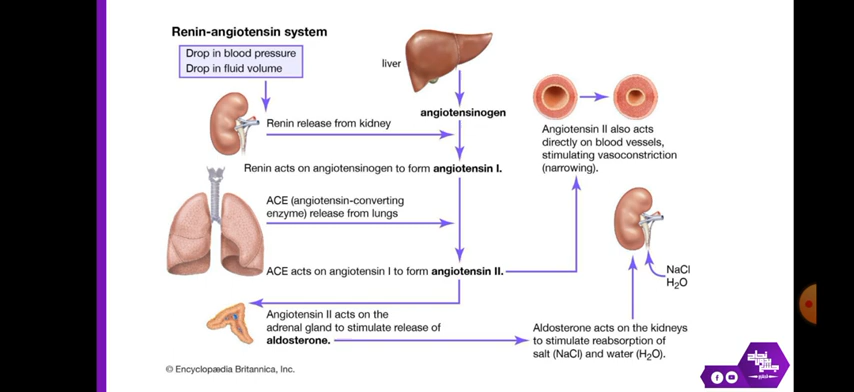 Renin-angiotensin system
Drop in blood pressure
Drop in fluid volume
liver
angiotensinogen
Renin release from kidney
Renin acts on angiotensinogen to form angiotensin I.
ACE (angiotensin-converting
enzyme) release from lungs
ACE acts on angiotensin I to form angiotensin II.
Angiotensin II also acts
directly on blood vessels,
stimulating vasoconstriction
(narrowing).
NaCl
H₂O
Angiotensin II acts on the
adrenal gland to stimulate release of
aldosterone.
Aldosterone acts on the kidneys
to stimulate reabsorption of
salt (NaCl) and water (H₂O).
© Encyclopædia Britannica, Inc.